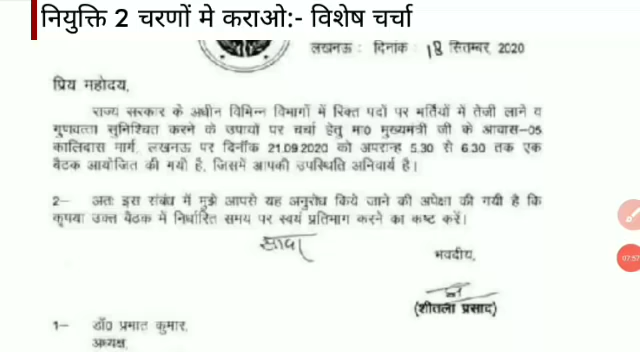 नियुक्ति 2 चरणों मे कराओ:- विशेष चर्चा
लखनऊ : दिनांक : 18 सितम्बर, 2020
प्रिय महोदय,
राज्य सरकार के अधीन विभिन्न विभागों में रिक्त पदों पर भर्तियों में तेजी लाने व
गुणवत्ता सुनिश्चित करने के उपायों पर चर्चा हेतु मा0 मुख्यमंत्री जी के आवास-05
कालिदास मार्ग, लखनऊ पर दिनाँक 21.09.2020 को अपरान्ह 5.30 से 6.30 तक एक
बैठक आयोजित की गयी है, जिसमें आपकी उपस्थिति अनिवार्य है।
2- अतः इस संबंध में मुझे आपसे यह अनुरोध किये जाने की अपेक्षा की गयी है कि
कृपया उक्त बैठक में निर्धारित समय पर स्वयं प्रतिभाग करने का कष्ट करें।
सादर
भवदीय,
(शीतला प्रसाद)
1- डॉ0 प्रभात कुमार,
अध्यक्ष,
07:57